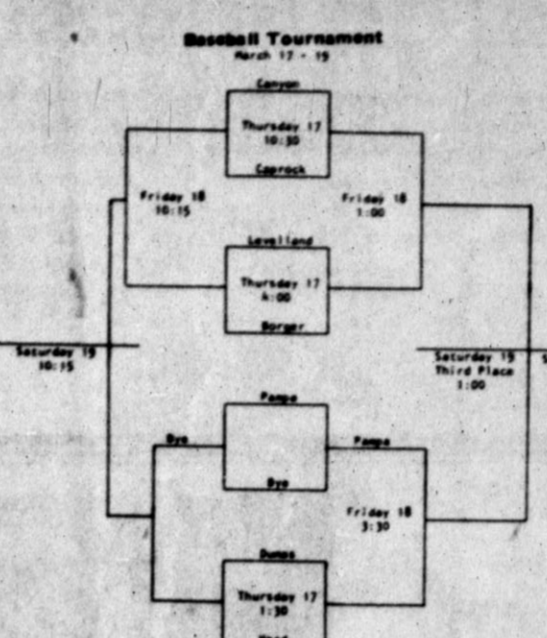 Baseball Tournament
March 17 - 19
Canyon
Thursday 17
10:30
Caprock
Friday 18
10:15
Friday 18
1:00
Levelland
Thursday 17
4:00
Borger
Saturday 19
10:15
Saturday 19
Third Place
1:00
Pampa
Bye
Pampa
Bye
Friday 18
3:30
Dumas
Thursday 17
1:30